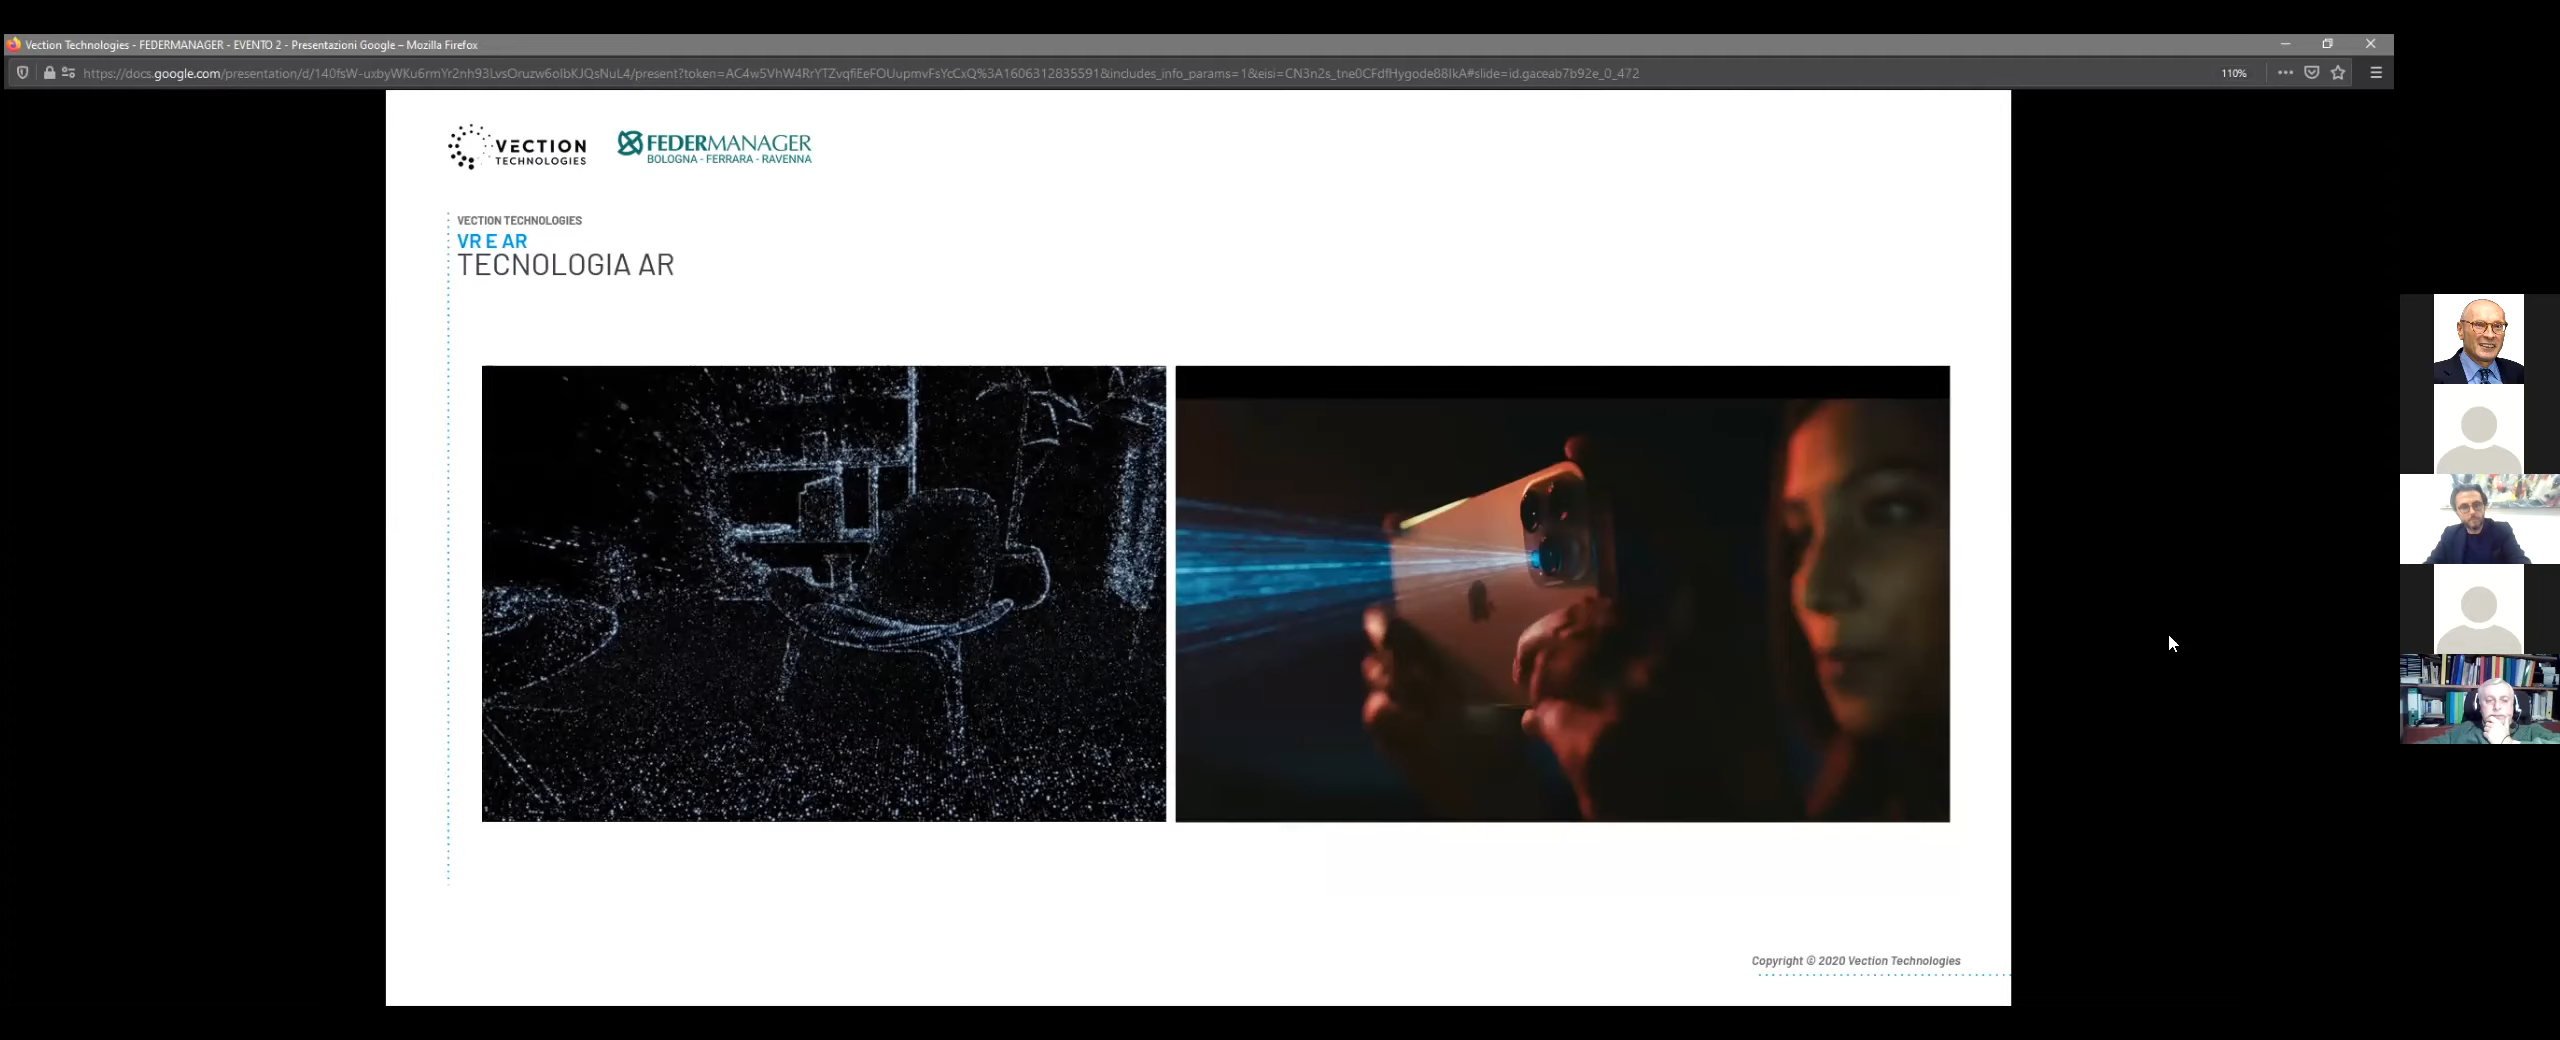 Vection Technologies - FEDERMANAGER - EVENTO 2 - Presentazioni Google – Mozilla Firefox
110%
VECTION
TECHNOLOGIES
FEDERMANAGER
BOLOGNA - FERRARA - RAVENNA
VECTION TECHNOLOGIES
VR E AR
TECNOLOGIA AR
Copyright © 2020 Vection Technologies